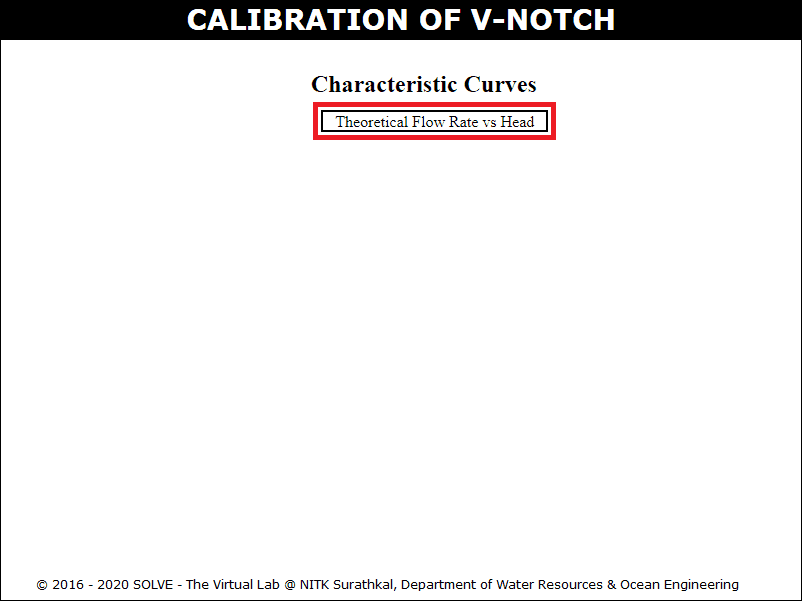 CALIBRATION OF V-NOTCH
Characteristic Curves
Theoretical Flow Rate vs Head
© 2016 - 2020 SOLVE - The Virtual Lab @ NITK Surathkal, Department of Water Resources & Ocean Engineering